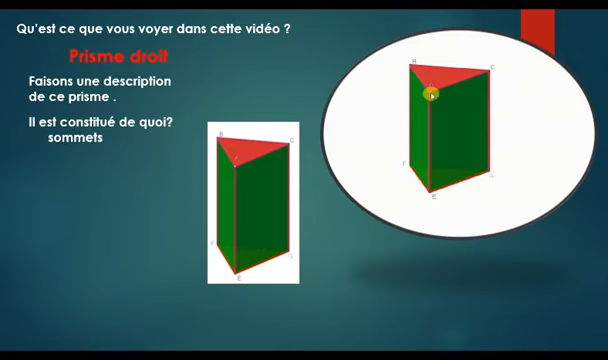 Qu'est ce que vous voyer dans cette vidéo ?
Prisme droit
Faisons une description
de ce prisme .
Il est constitué de quoi?
sommets
B
C
A
F
G
E
B
C
F
G
E